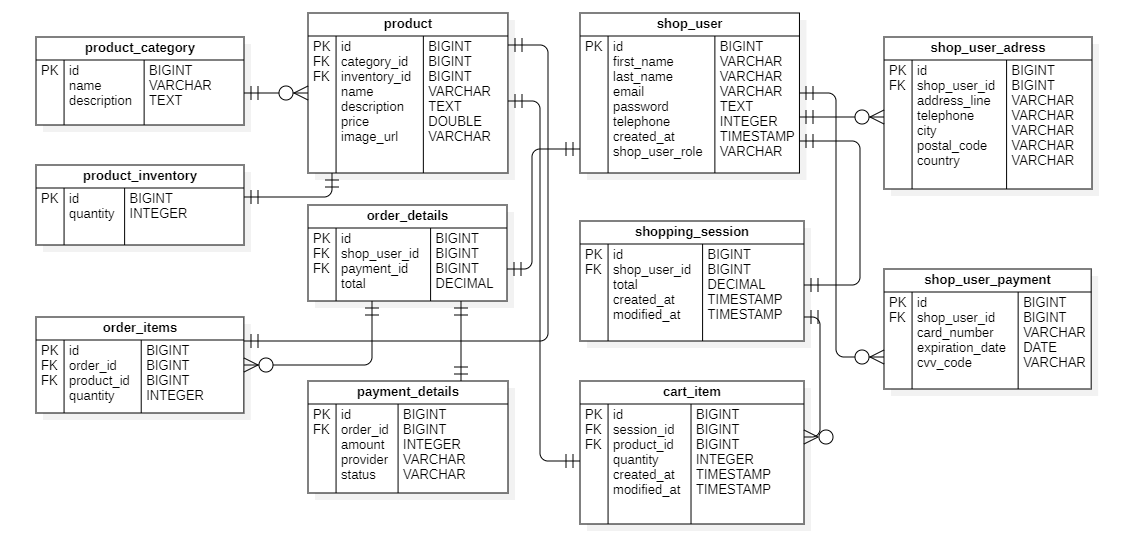 product_category
PK id BIGINT
name VARCHAR
description TEXT
product
PK id BIGINT
FK category_id BIGINT
FK inventory_id BIGINT
name VARCHAR
description TEXT
price DOUBLE
image_url VARCHAR
shop_user
PK id BIGINT
first_name VARCHAR
last_name VARCHAR
email VARCHAR
password TEXT
telephone INTEGER
created_at TIMESTAMP
shop_user_role VARCHAR
shop_user_adress
PK id BIGINT
FK shop_user_id BIGINT
address_line VARCHAR
telephone VARCHAR
city VARCHAR
postal_code VARCHAR
country VARCHAR
product_inventory
PK id BIGINT
quantity INTEGER
order_details
PK id BIGINT
FK shop_user_id BIGINT
FK payment_id BIGINT
total DECIMAL
shopping_session
PK id BIGINT
FK shop_user_id BIGINT
total DECIMAL
created_at TIMESTAMP
modified_at TIMESTAMP
shop_user_payment
PK id BIGINT
FK shop_user_id BIGINT
card_number VARCHAR
expiration_date DATE
cvv_code VARCHAR
order_items
PK id BIGINT
FK order_id BIGINT
FK product_id BIGINT
quantity INTEGER
payment_details
PK id BIGINT
FK order_id BIGINT
amount INTEGER
provider VARCHAR
status VARCHAR
cart_item
PK id BIGINT
FK session_id BIGINT
FK product_id BIGINT
quantity INTEGER
created_at TIMESTAMP
modified_at TIMESTAMP